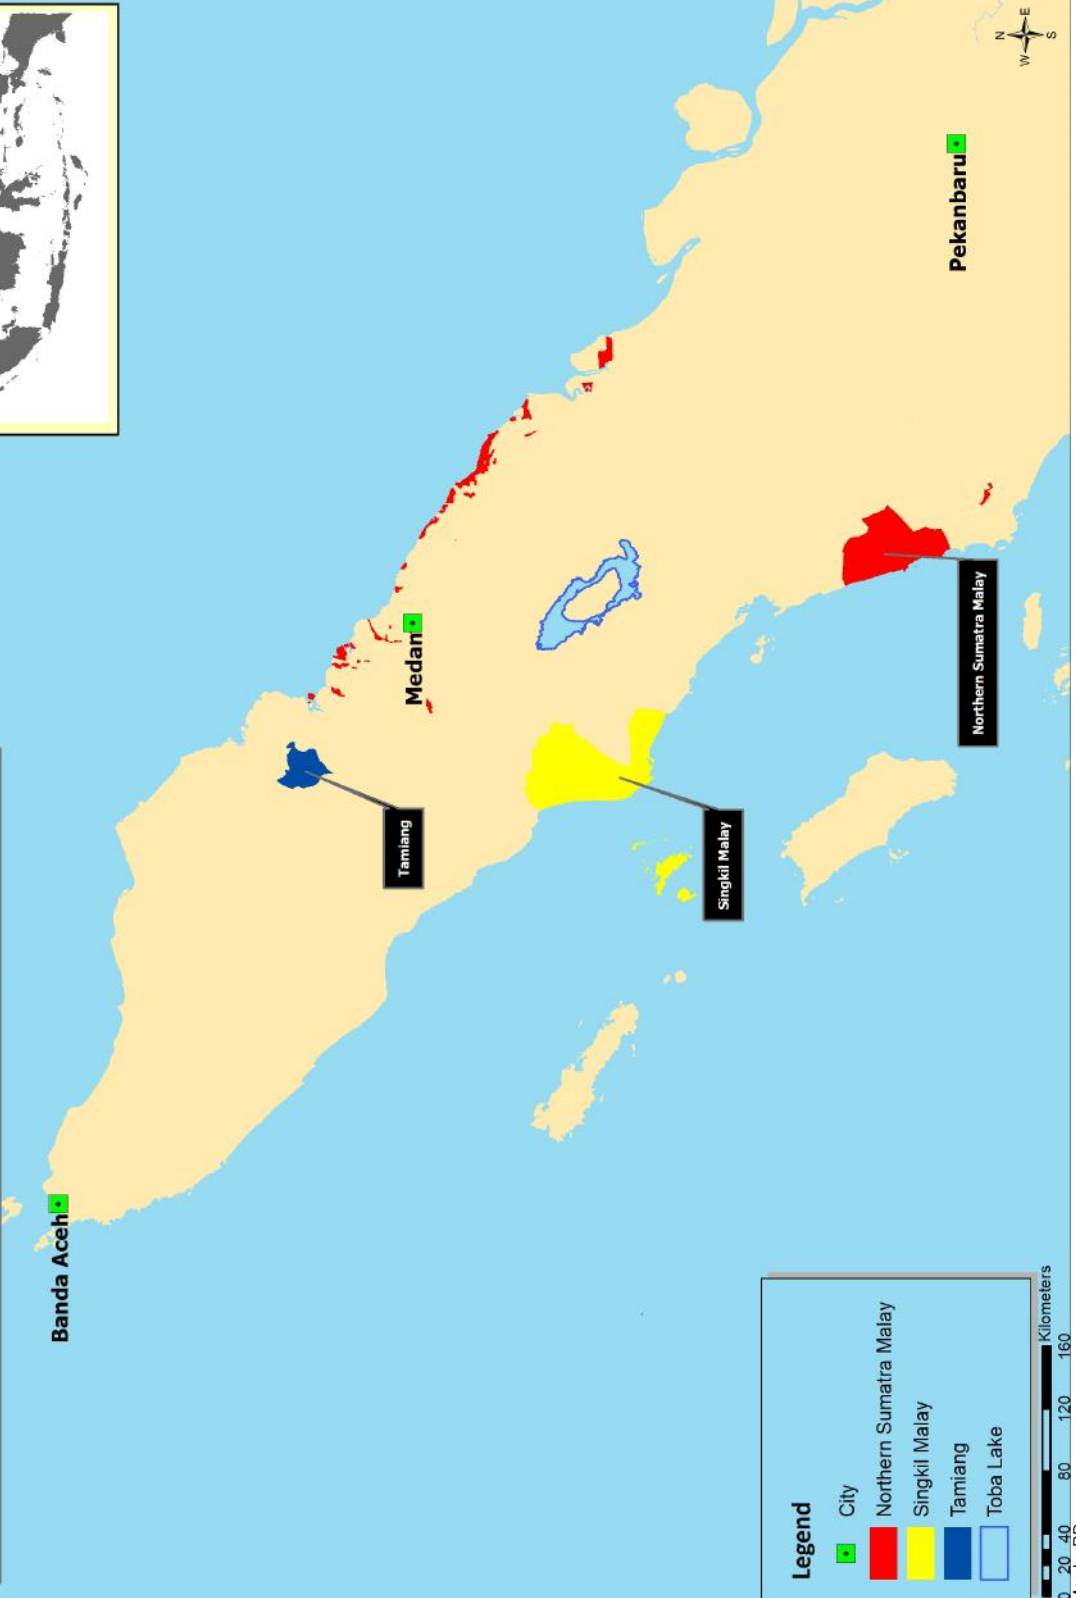 Banda Aceh
Medan
Pekanbaru
Tamiang
Singkil Malay
Northern Sumatra Malay
N
W
E
S
Legend
City
Northern Sumatra Malay
Singkil Malay
Tamiang
Toba Lake
0 20 40 80 120 160
Kilometers